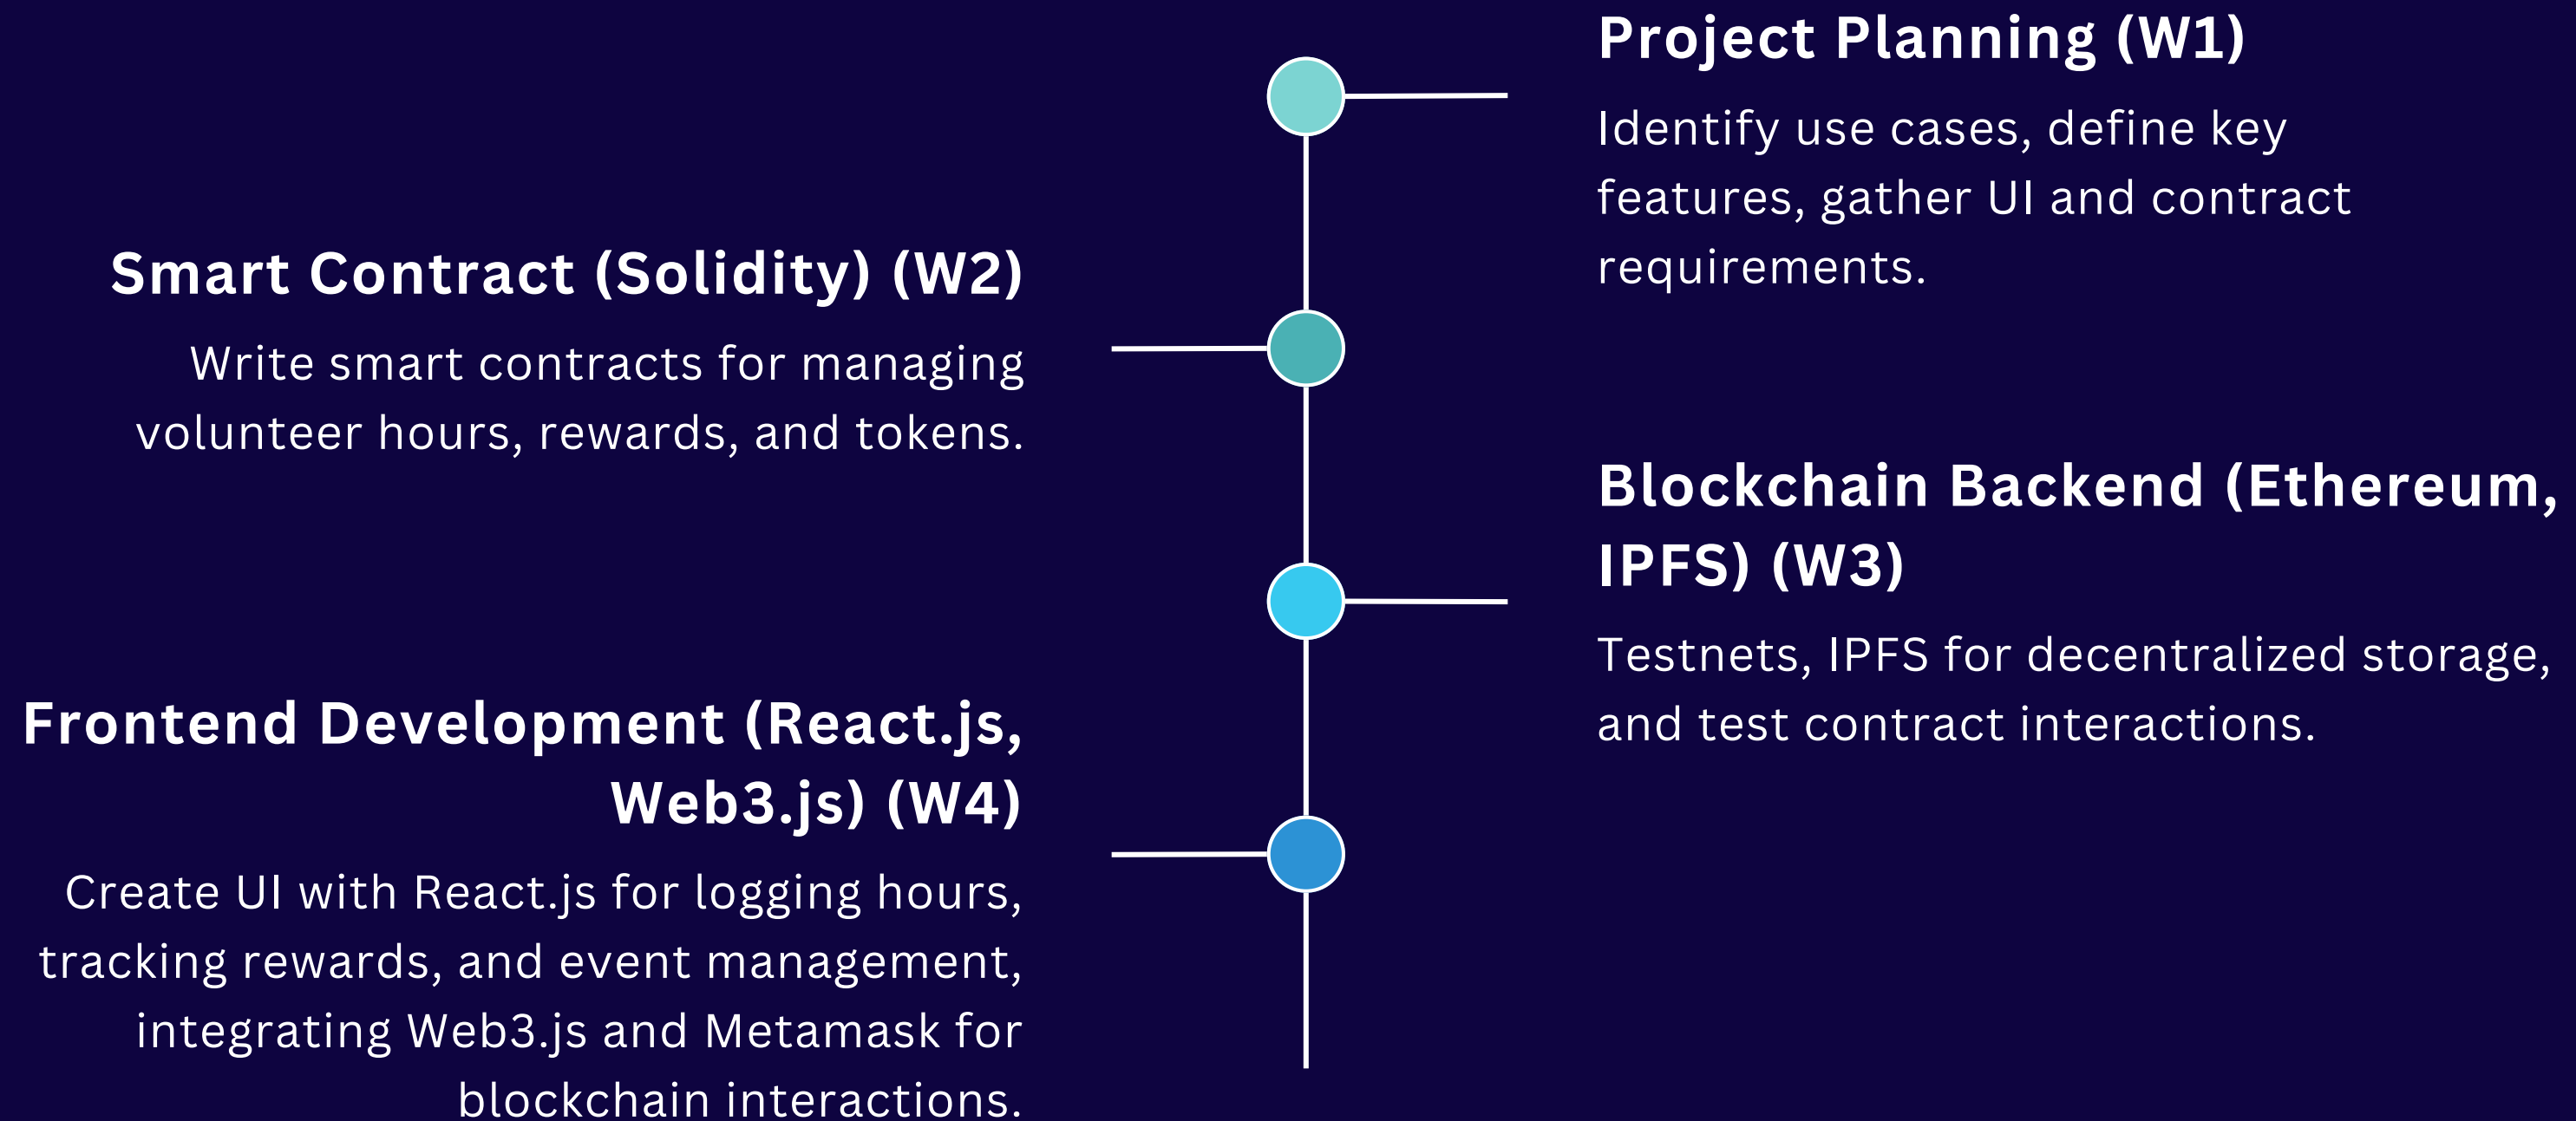 Project Planning (W1)
Identify use cases, define key
features, gather UI and contract
requirements.
Smart Contract (Solidity) (W2)
Write smart contracts for managing
volunteer hours, rewards, and tokens.
Blockchain Backend (Ethereum,
IPFS) (W3)
Testnets, IPFS for decentralized storage,
and test contract interactions.
Frontend Development (React.js,
Web3.js) (W4)
Create UI with React.js for logging hours,
tracking rewards, and event management,
integrating Web3.js and Metamask for
blockchain interactions.